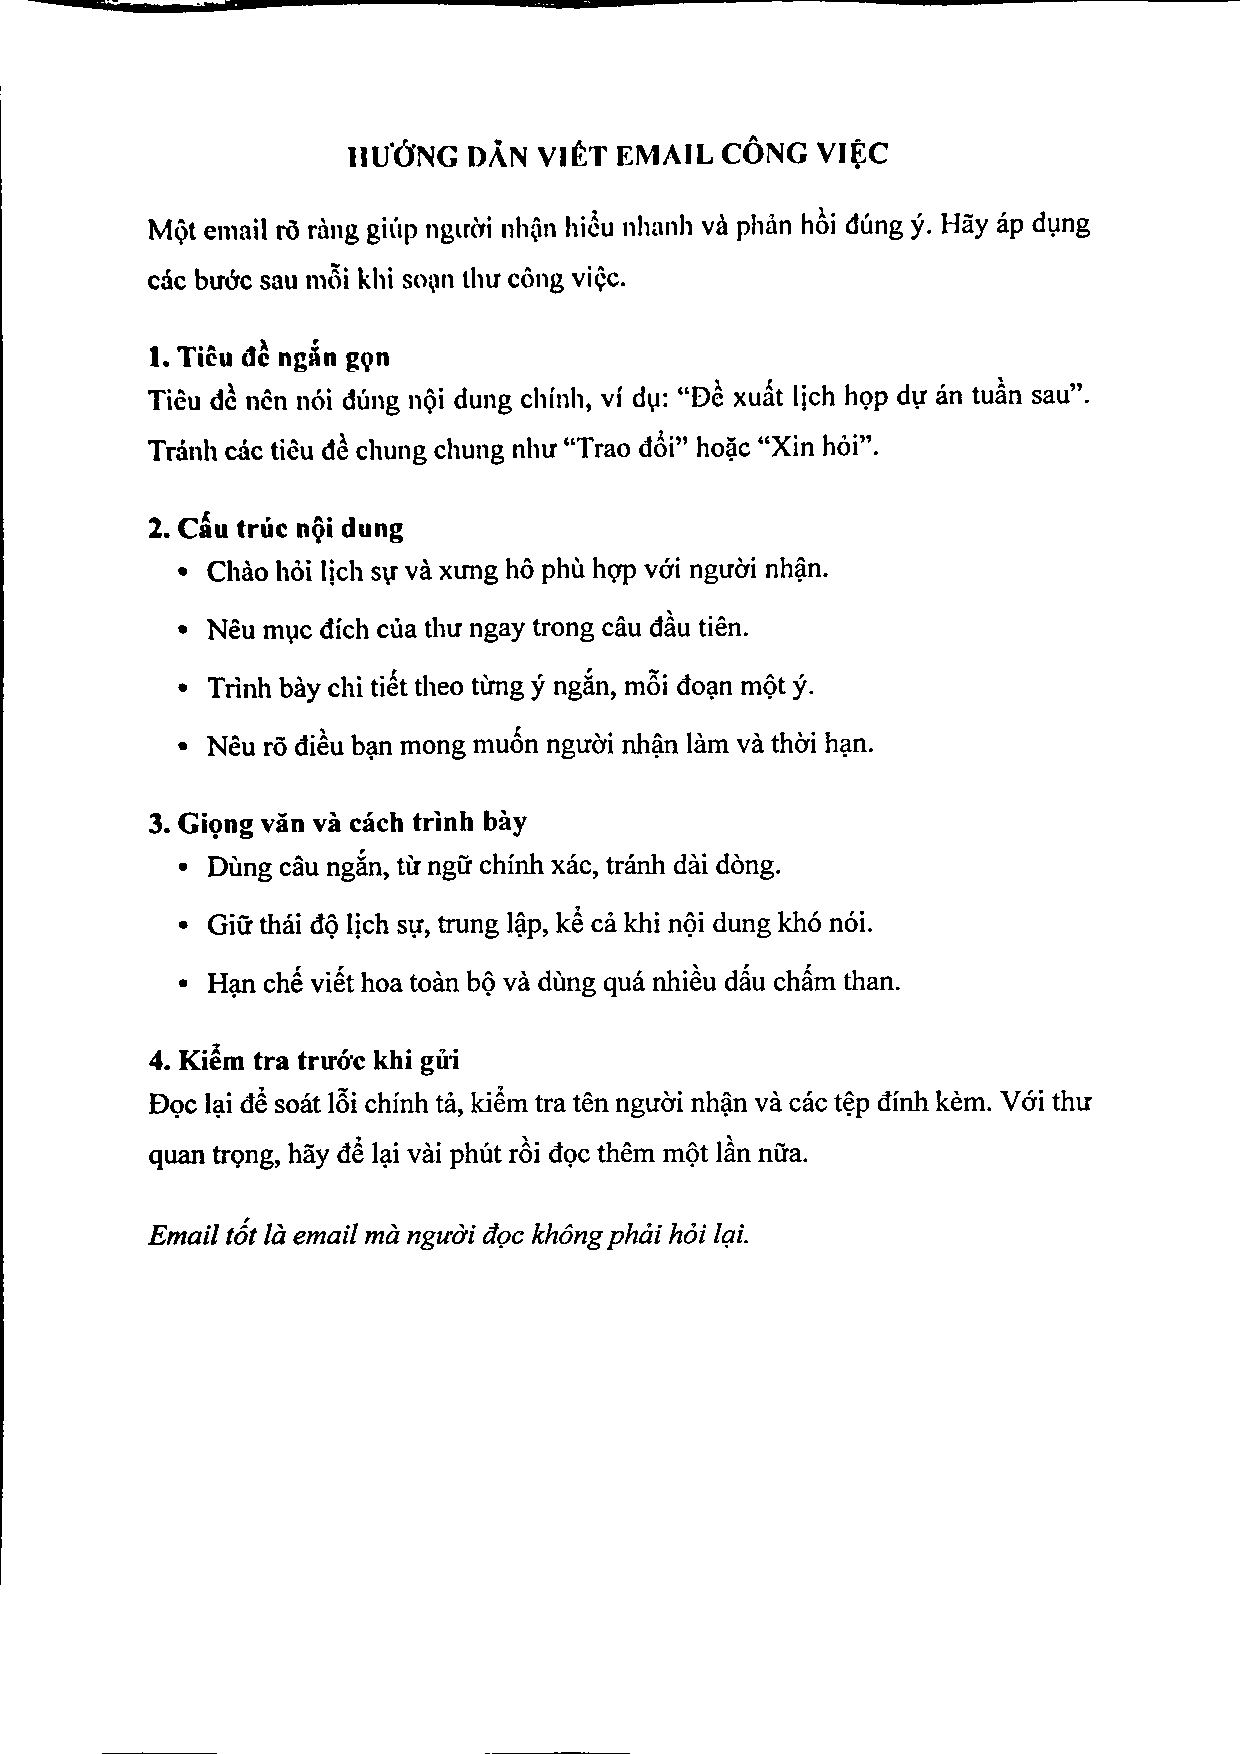 HƯỚNG DẪN VIẾT EMAIL CÔNG VIỆC
Một email rõ ràng giúp người nhận hiểu nhanh và phản hồi đúng ý. Hãy áp dụng
các bước sau mỗi khi soạn thư công việc.
1. Tiêu đề ngắn gọn
Tiêu đề nên nói đúng nội dung chính, ví dụ: “Đề xuất lịch họp dự án tuần sau”.
Tránh các tiêu đề chung chung như “Trao đổi” hoặc “Xin hỏi”.
2. Cấu trúc nội dung
• Chào hỏi lịch sự và xưng hô phù hợp với người nhận.
• Nêu mục đích của thư ngay trong câu đầu tiên.
• Trình bày chi tiết theo từng ý ngắn, mỗi đoạn một ý.
• Nêu rõ điều bạn mong muốn người nhận làm và thời hạn.
3. Giọng văn và cách trình bày
• Dùng câu ngắn, từ ngữ chính xác, tránh dài dòng.
• Giữ thái độ lịch sự, trung lập, kể cả khi nội dung khó nói.
• Hạn chế viết hoa toàn bộ và dùng quá nhiều dấu chấm than.
4. Kiểm tra trước khi gửi
Đọc lại để soát lỗi chính tả, kiểm tra tên người nhận và các tệp đính kèm. Với thư
quan trọng, hãy để lại vài phút rồi đọc thêm một lần nữa.
Email tốt là email mà người đọc không phải hỏi lại.